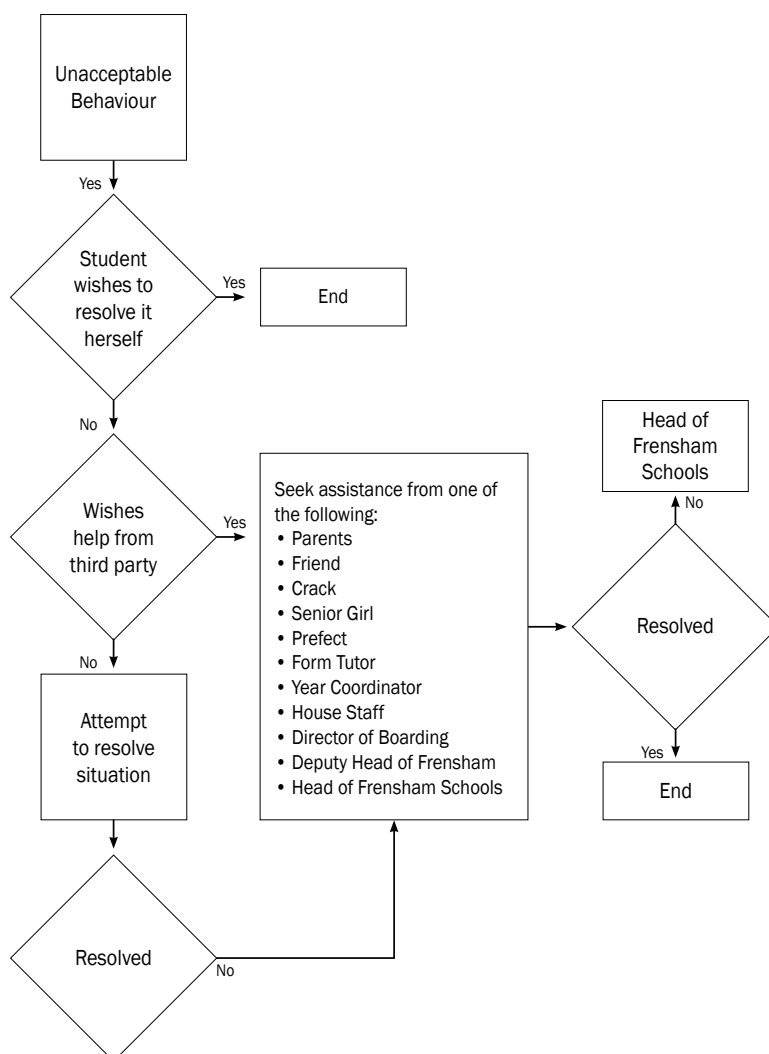 Unacceptable
Behaviour
Yes
Student
wishes to
resolve it
herself
Yes
End
No
Wishes
help from
third party
Yes
Seek assistance from one of
the following:
• Parents
• Friend
• Crack
• Senior Girl
• Prefect
• Form Tutor
• Year Coordinator
• House Staff
• Director of Boarding
• Deputy Head of Frensham
• Head of Frensham Schools
Head of
Frensham
Schools
No
Resolved
Yes
End
No
Attempt
to resolve
situation
Resolved
No